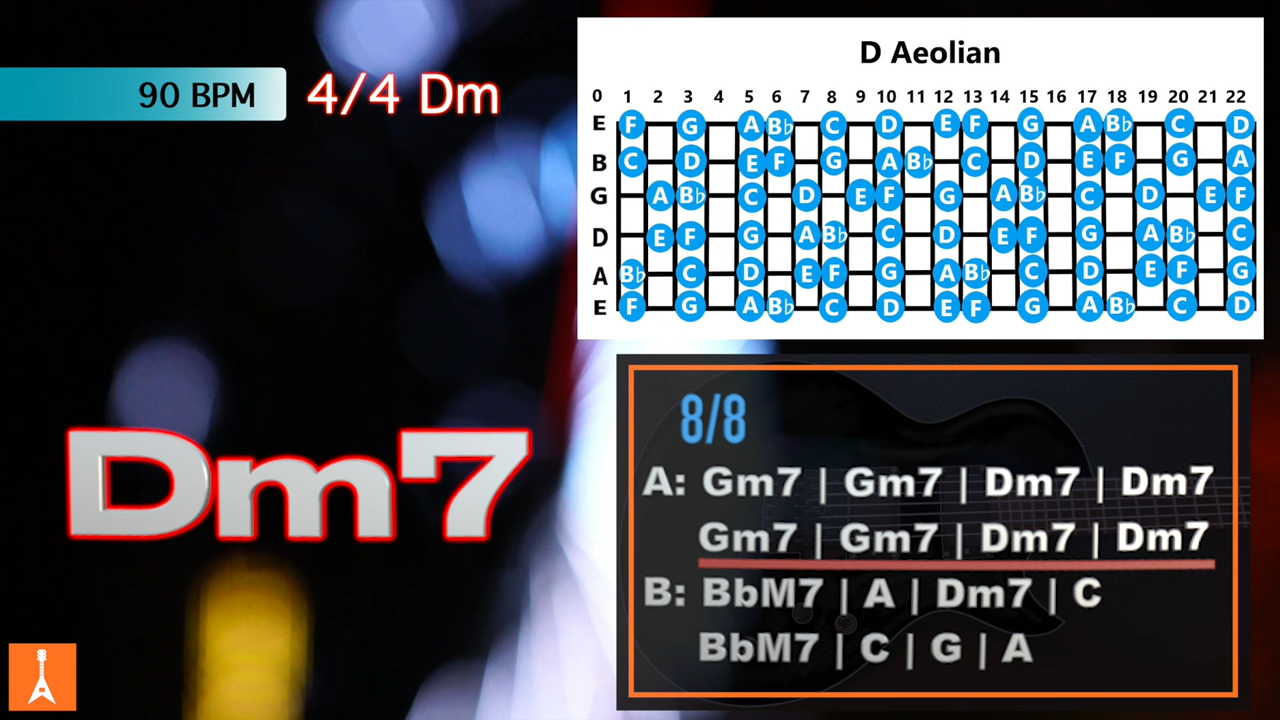 90 BPM
4/4 Dm
Dm7
D Aeolian
0 1 2 3 4 5 6 7 8 9 10 11 12 13 14 15 16 17 18 19 20 21 22
E F G A B♭ C D E F G A B♭ C D
B C D E F G A B♭ C D E F G A
G A B♭ C D E F G A B♭ C D E F
D E F G A B♭ C D E F G A B♭ C
A B♭ C D E F G A B♭ C D E F G
E F G A B♭ C D E F G A B♭ C D
8/8
A: Gm7 | Gm7 | Dm7 | Dm7
Gm7 | Gm7 | Dm7 | Dm7
B: BbM7 | A | Dm7 | C
BbM7 | C | G | A